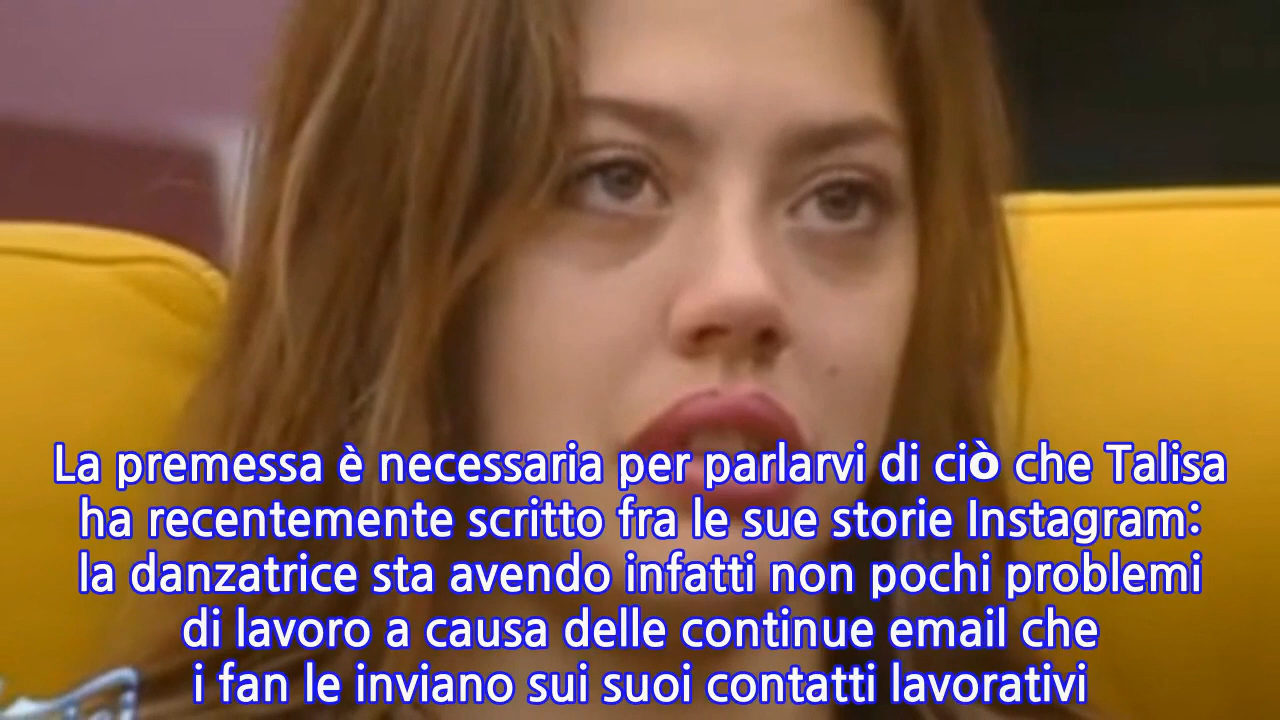 La premessa è necessaria per parlarvi di ciò che Talisa
ha recentemente scritto fra le sue storie Instagram:
la danzatrice sta avendo infatti non pochi problemi
di lavoro a causa delle continue email che
i fan le inviano sui suoi contatti lavorativi